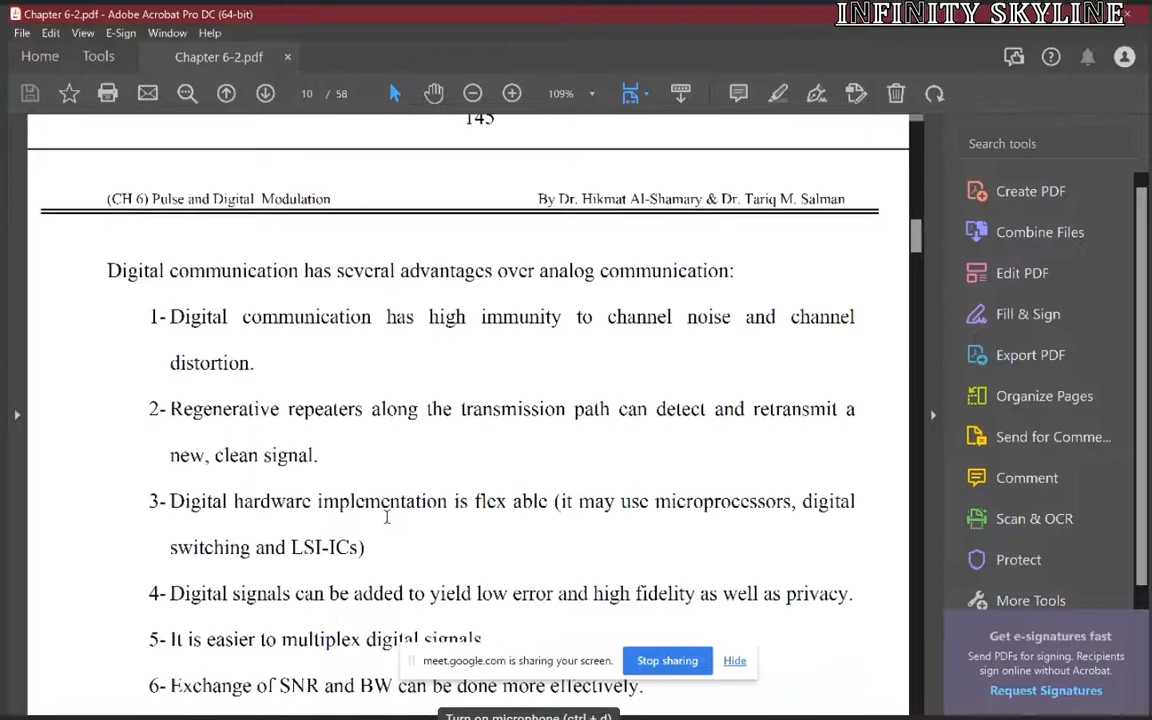 Chapter 6-2.pdf - Adobe Acrobat Pro DC (64-bit)
INFINITY SKYLINE
File Edit View E-Sign Window Help
Home Tools Chapter 6-2.pdf ×
10 / 58 109%
145
(CH 6) Pulse and Digital Modulation By Dr. Hikmat Al-Shamary & Dr. Tariq M. Salman
Digital communication has several advantages over analog communication:
1- Digital communication has high immunity to channel noise and channel
distortion.
2- Regenerative repeaters along the transmission path can detect and retransmit a
new, clean signal.
3- Digital hardware implementation is flex able (it may use microprocessors, digital
switching and LSI-ICs)
4- Digital signals can be added to yield low error and high fidelity as well as privacy.
5- It is easier to multiplex digital signals
6- Exchange of SNR and BW can be done more effectively.
meet.google.com is sharing your screen. Stop sharing Hide
Turn on microphone (ctrl + d)
Search tools
Create PDF
Combine Files
Edit PDF
Fill & Sign
Export PDF
Organize Pages
Send for Comme...
Comment
Scan & OCR
Protect
More Tools
Get e-signatures fast
Send PDFs for signing. Recipients
sign online without Acrobat.
Request Signatures